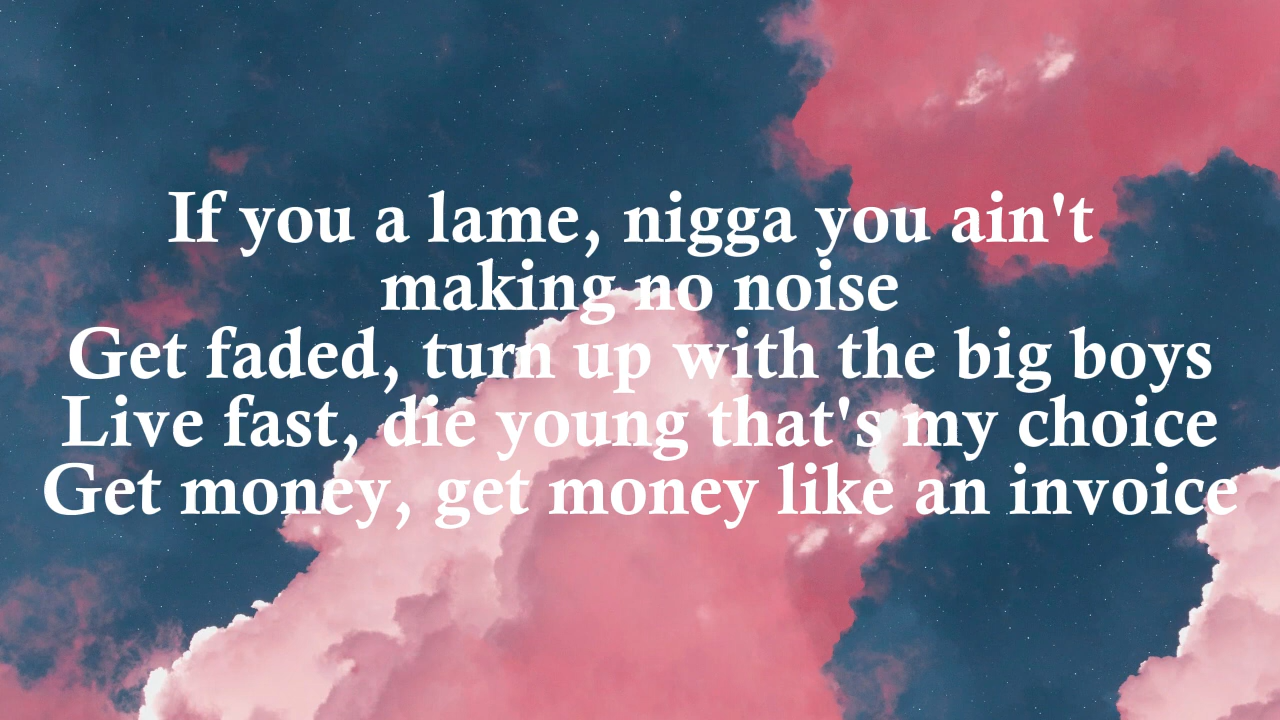 If you a lame, nigga you ain't
making no noise
Get faded, turn up with the big boys
Live fast, die young that's my choice
Get money, get money like an invoice